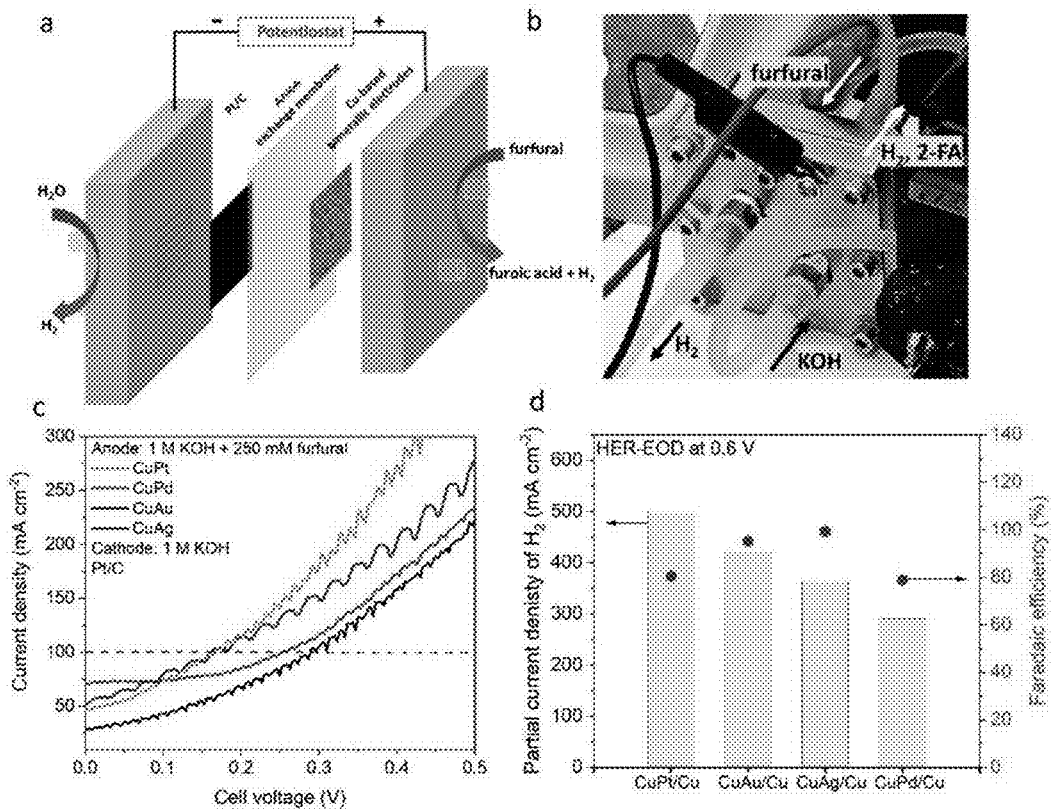 a
Potentiostat
−
+
Pt/C
Anion
exchange membrane
Cu-based
bimetallic electrodes
H₂O
H₂
furfural
furoic acid + H₂
b
furfural
H₂, 2-FA
H₂
KOH
c
Anode: 1 M KOH + 250 mM furfural
CuPt
CuPd
CuAu
CuAg
Cathode: 1 M KOH
Pt/C
300
250
200
150
100
50
0.0 0.1 0.2 0.3 0.4 0.5
Current density (mA cm⁻²)
Cell voltage (V)
d
HER-EOD at 0.6 V
600
500
400
300
200
100
0
140
120
100
80
60
40
20
0
Partial current denisty of H₂ (mA cm⁻²)
Faradaic efficiency (%)
CuPt/Cu CuAu/Cu CuAg/Cu CuPd/Cu